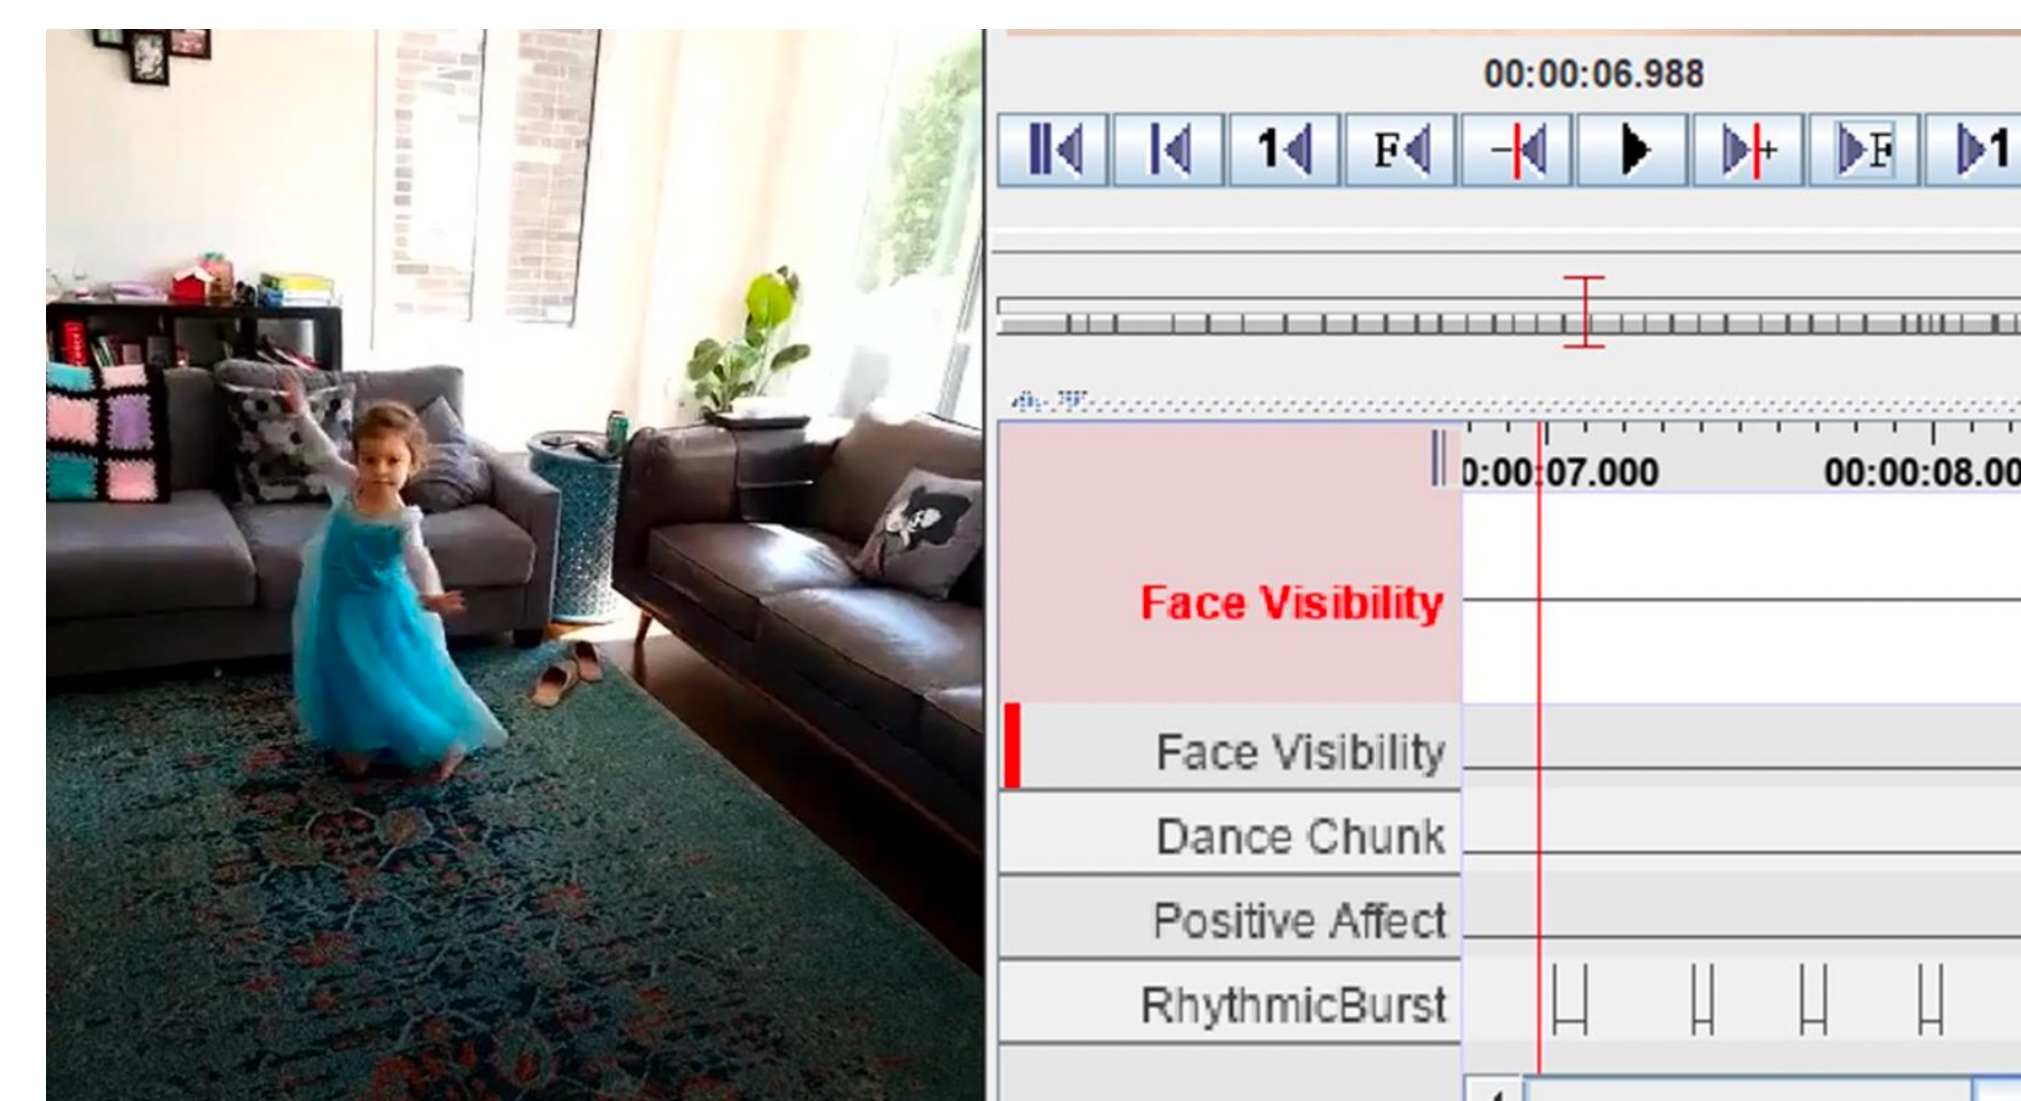 00:00:06.988
1
F
-
+
F
1
0:00:07.000
00:00:08.00
Face Visibility
Face Visibility
Dance Chunk
Positive Affect
RhythmicBurst